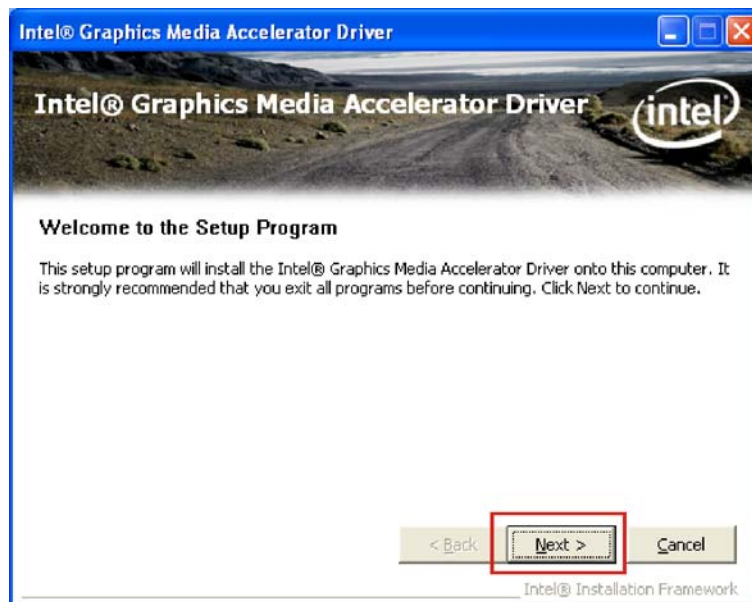 Intel® Graphics Media Accelerator Driver
Intel® Graphics Media Accelerator Driver
intel
Welcome to the Setup Program
This setup program will install the Intel® Graphics Media Accelerator Driver onto this computer. It
is strongly recommended that you exit all programs before continuing. Click Next to continue.
< Back
Next >
Cancel
Intel® Installation Framework